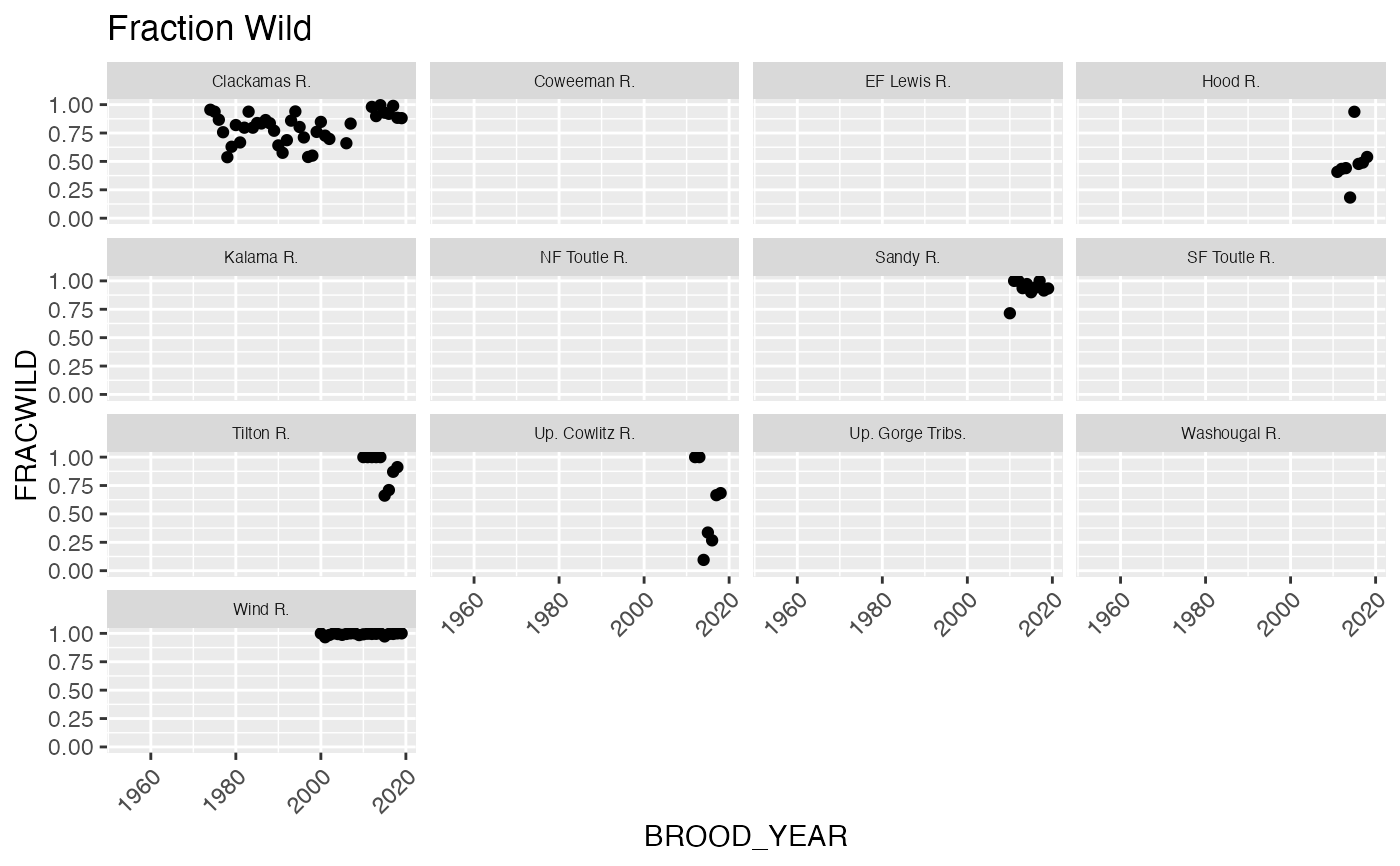 Fraction Wild
Clackamas R. Coweeman R. EF Lewis R. Hood R.
1.00
0.75
0.50
0.25
0.00
Kalama R. NF Toutle R. Sandy R. SF Toutle R.
1.00
0.75
0.50
0.25
0.00
Tilton R. Up. Cowlitz R. Up. Gorge Tribs. Washougal R.
1.00
0.75
0.50
0.25
0.00
1960 1980 2000 2020 1960 1980 2000 2020 1960 1980 2000 2020
Wind R.
1.00
0.75
0.50
0.25
0.00
1960 1980 2000 2020
FRACWILD
BROOD_YEAR